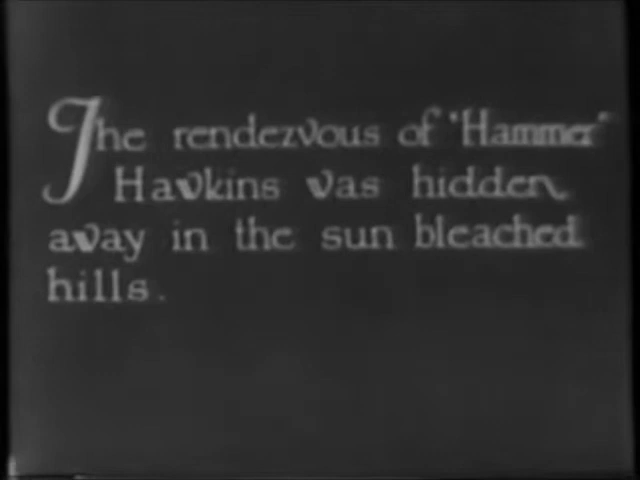 The rendezvous of "Hammer"
Hawkins was hidden
away in the sun bleached
hills.